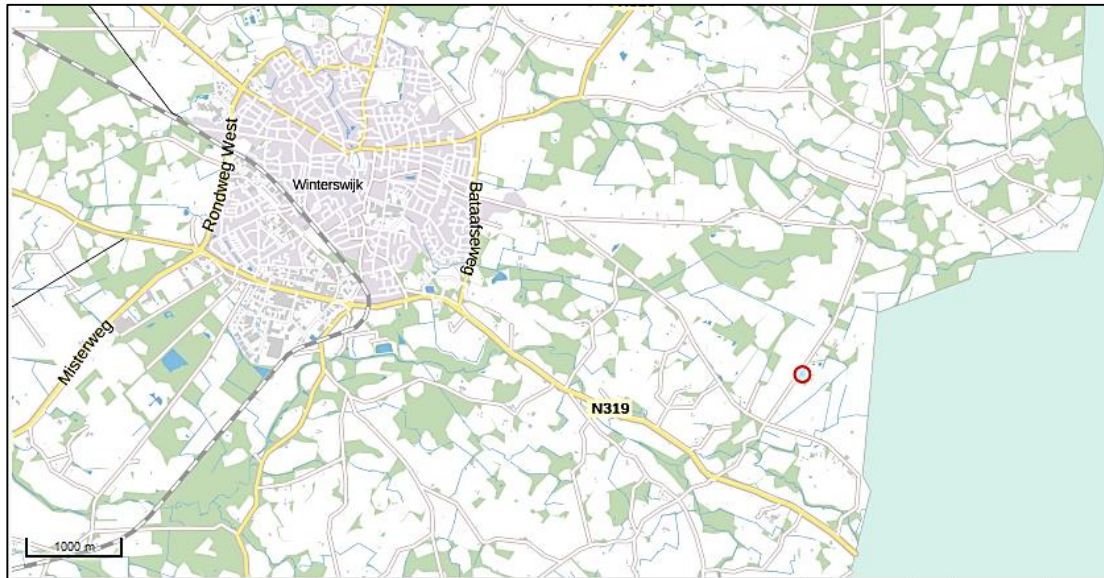 Rondweg West
Winterswijk
Bataafseweg
Misterweg
N319
1000 m